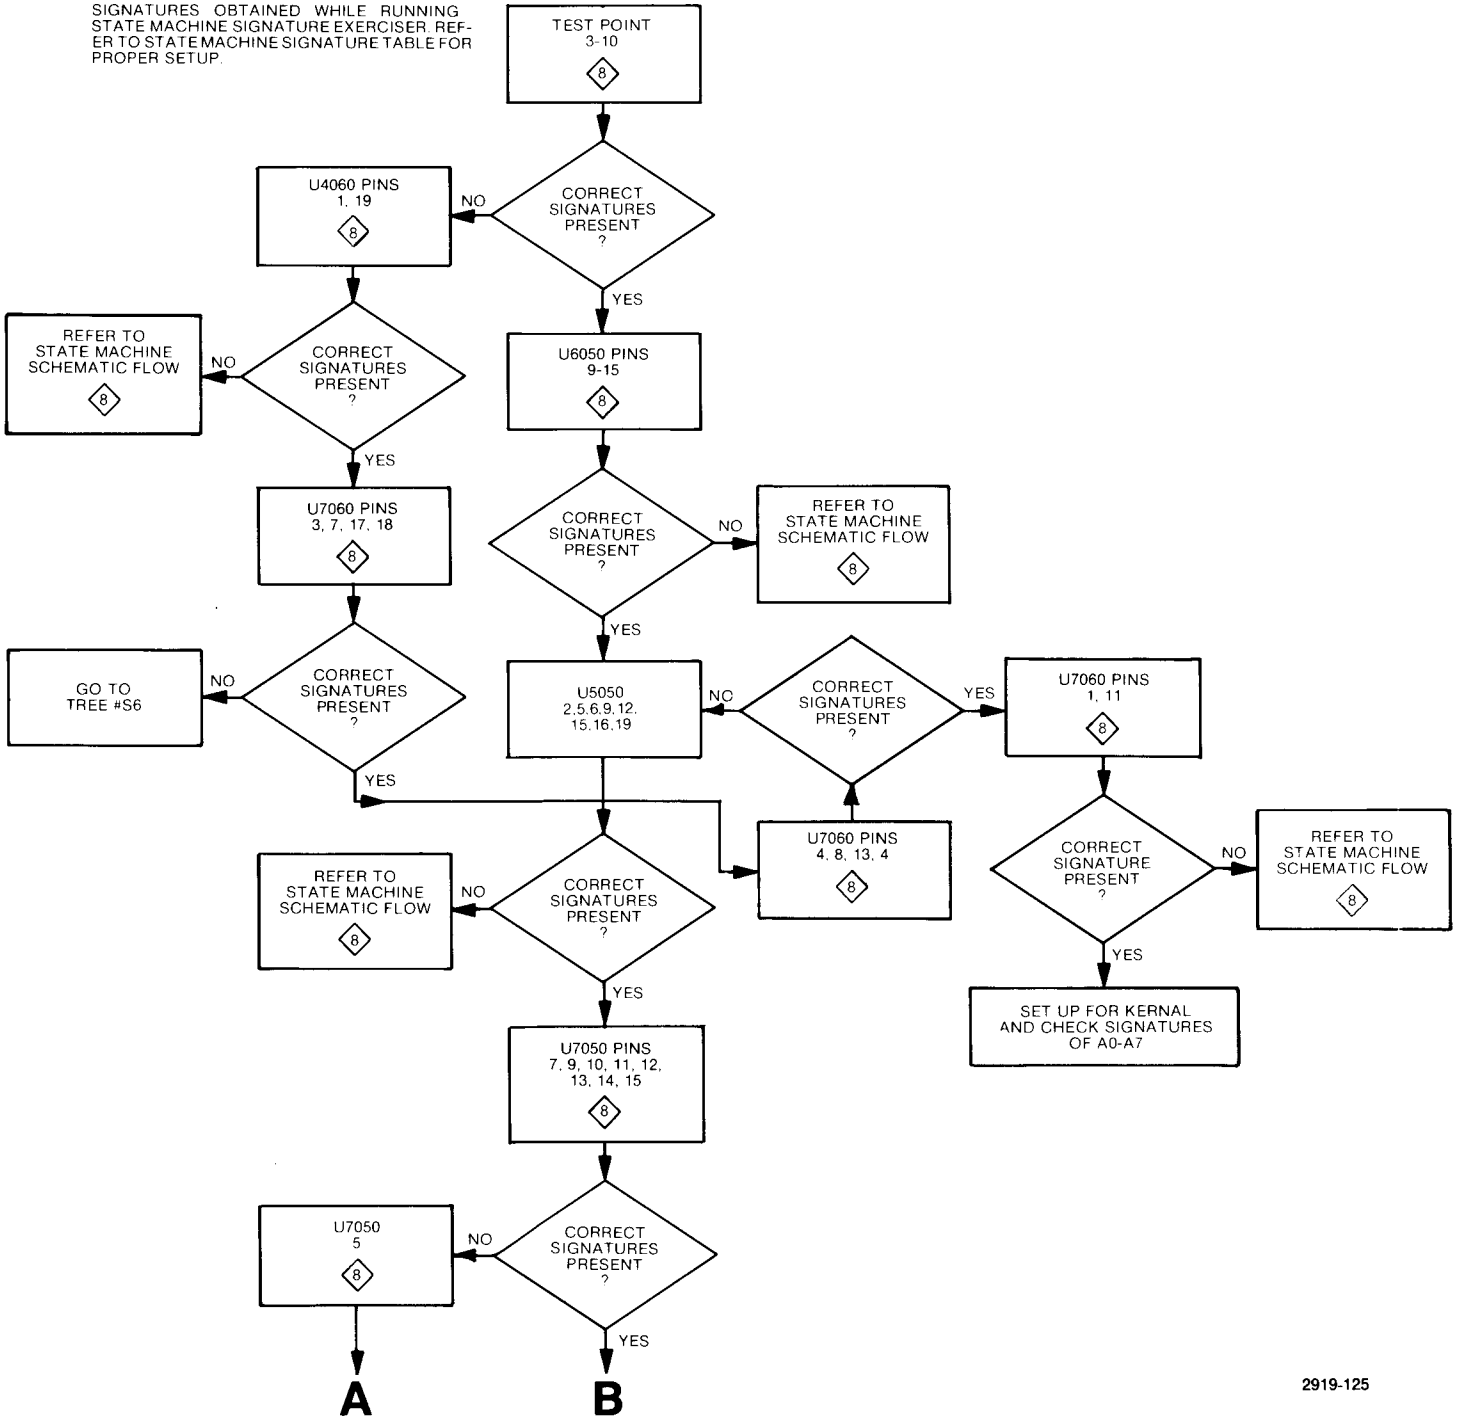 SIGNATURES OBTAINED WHILE RUNNING
STATE MACHINE SIGNATURE EXERCISER. REF-
ER TO STATE MACHINE SIGNATURE TABLE FOR
PROPER SETUP.
TEST POINT
3-10
8
CORRECT
SIGNATURES
PRESENT
?
NO
YES
U4060 PINS
1, 19
8
CORRECT
SIGNATURES
PRESENT
?
NO
YES
REFER TO
STATE MACHINE
SCHEMATIC FLOW
8
U6050 PINS
9-15
8
U7060 PINS
3, 7, 17, 18
8
CORRECT
SIGNATURES
PRESENT
?
NO
YES
REFER TO
STATE MACHINE
SCHEMATIC FLOW
8
CORRECT
SIGNATURES
PRESENT
?
NO
YES
GO TO
TREE #S6
U5050
2,5,6,9,12,
15,16,19
CORRECT
SIGNATURES
PRESENT
?
NO
YES
U7060 PINS
1, 11
8
U7060 PINS
4, 8, 13, 4
8
CORRECT
SIGNATURE
PRESENT
?
NO
YES
REFER TO
STATE MACHINE
SCHEMATIC FLOW
8
REFER TO
STATE MACHINE
SCHEMATIC FLOW
8
CORRECT
SIGNATURES
PRESENT
?
NO
YES
SET UP FOR KERNAL
AND CHECK SIGNATURES
OF A0-A7
U7050 PINS
7, 9, 10, 11, 12,
13, 14, 15
8
CORRECT
SIGNATURES
PRESENT
?
NO
YES
U7050
5
8
A
B
2919-125